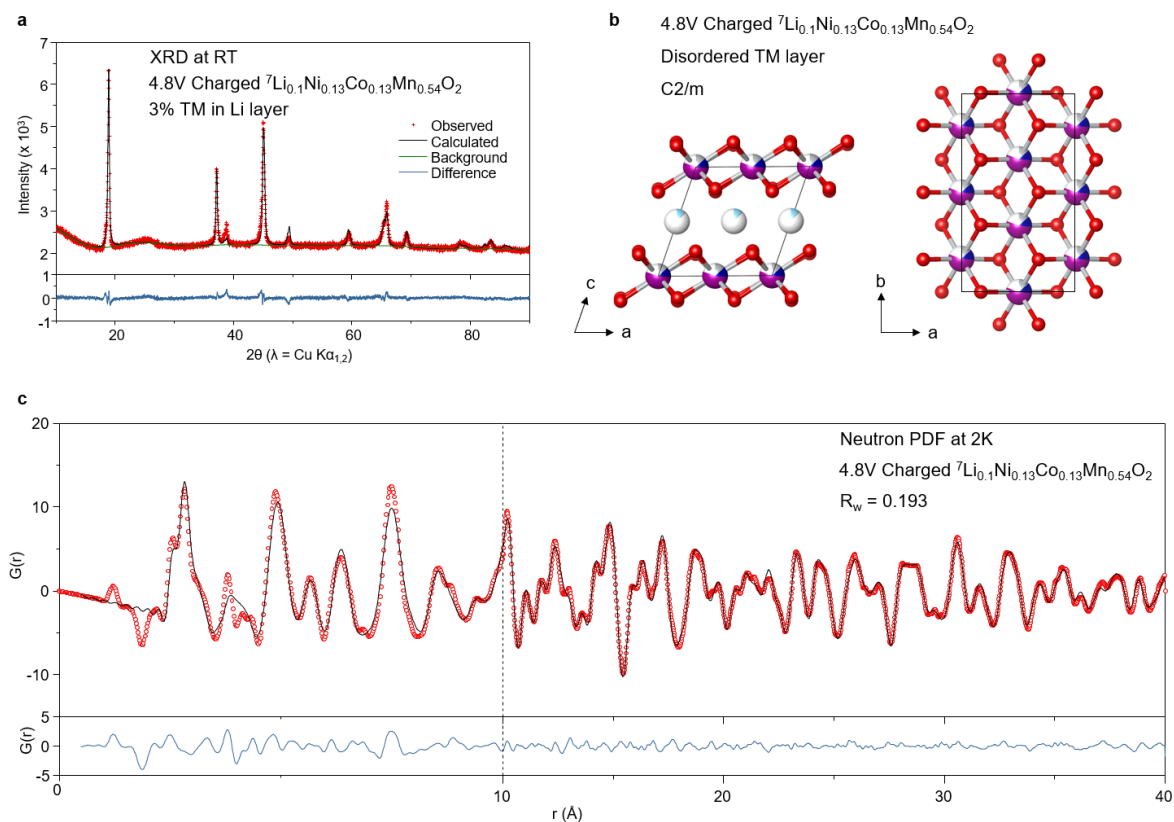 a
XRD at RT
4.8V Charged ⁷Li₀.₁Ni₀.₁₃Co₀.₁₃Mn₀.₅₄O₂
3% TM in Li layer
Observed
Calculated
Background
Difference
Intensity (x 10³)
7
6
5
4
3
2
1
0
-1
20
40
60
80
2θ (λ = Cu Kα₁,₂)
b
4.8V Charged ⁷Li₀.₁Ni₀.₁₃Co₀.₁₃Mn₀.₅₄O₂
Disordered TM layer
C2/m
c
a
b
a
c
Neutron PDF at 2K
4.8V Charged ⁷Li₀.₁Ni₀.₁₃Co₀.₁₃Mn₀.₅₄O₂
R_w = 0.193
G(r)
20
10
0
-10
G(r)
5
0
-5
0
10
20
30
40
r (Å)